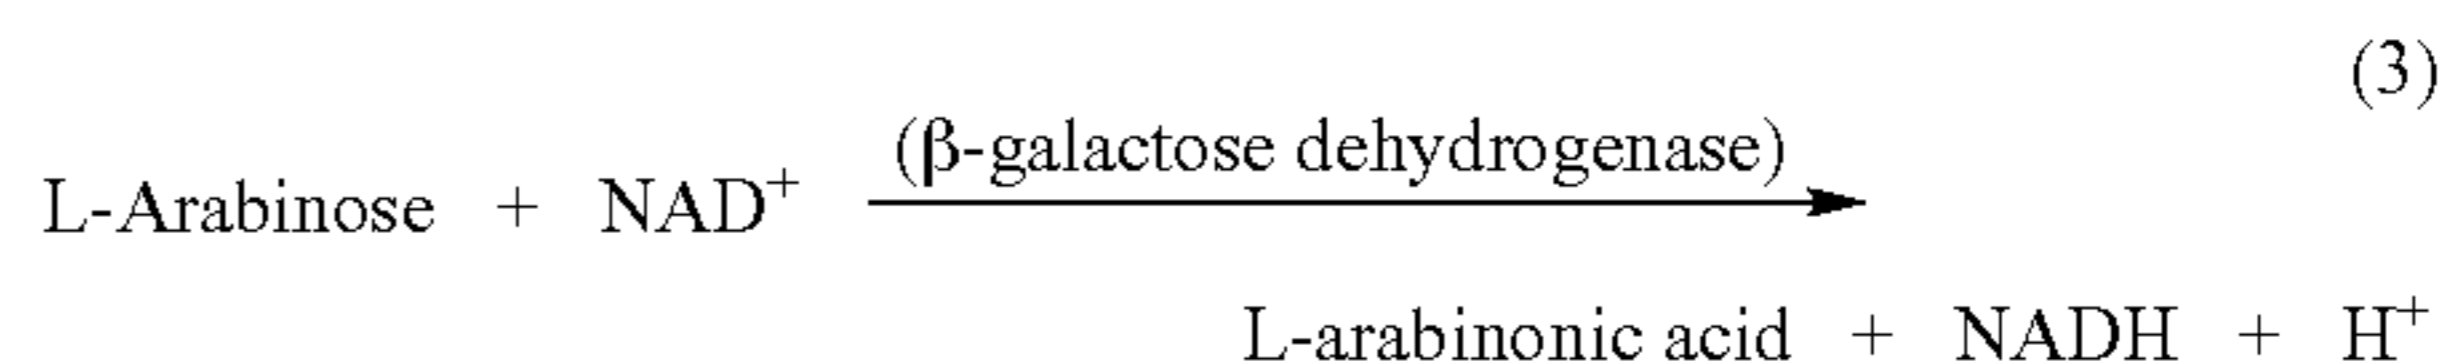 (3)
(β-galactose dehydrogenase)
L-Arabinose + NAD⁺
L-arabinonic acid + NADH + H⁺